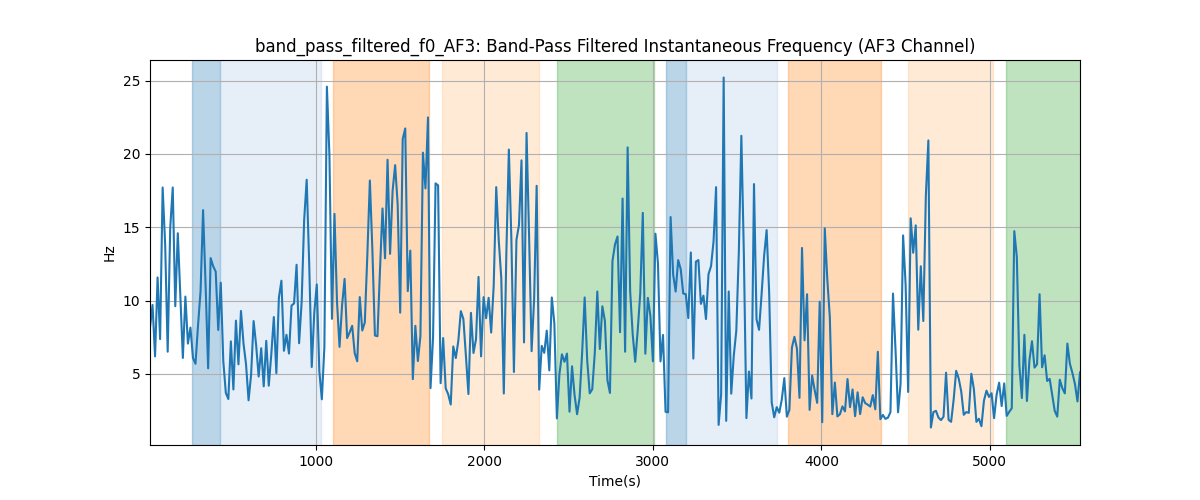 band_pass_filtered_f0_AF3: Band-Pass Filtered Instantaneous Frequency (AF3 Channel)
25
20
15
10
5
Hz
1000 2000 3000 4000 5000
Time(s)